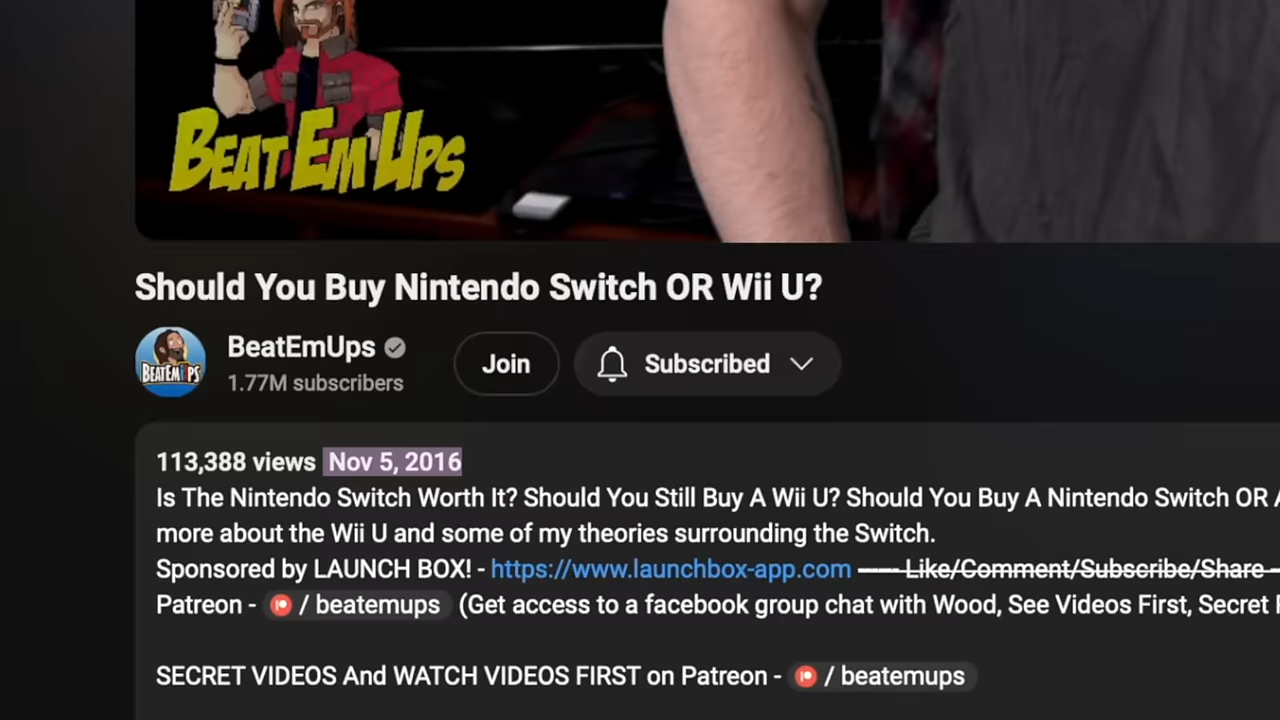 BEAT EM UPS
Should You Buy Nintendo Switch OR Wii U?
BEATEMUPS
BeatEmUps
1.77M subscribers
Join
Subscribed
113,388 views Nov 5, 2016
Is The Nintendo Switch Worth It? Should You Still Buy A Wii U? Should You Buy A Nintendo Switch OR
more about the Wii U and some of my theories surrounding the Switch.
Sponsored by LAUNCH BOX! - https://www.launchbox-app.com —— Like/Comment/Subscribe/Share -
Patreon - / beatemups (Get access to a facebook group chat with Wood, See Videos First, Secret
SECRET VIDEOS And WATCH VIDEOS FIRST on Patreon - / beatemups